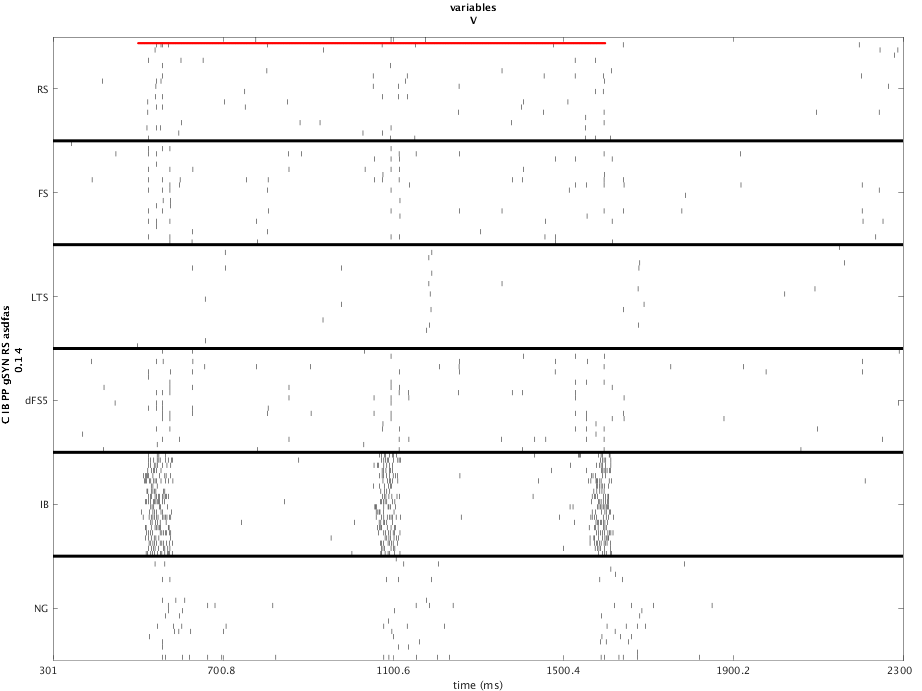 variables
V
RS
FS
LTS
dFS5
IB
NG
C IB PP gSYN RS asdfas
0.1 4
301
700.8
1100.6
1500.4
1900.2
2300
time (ms)